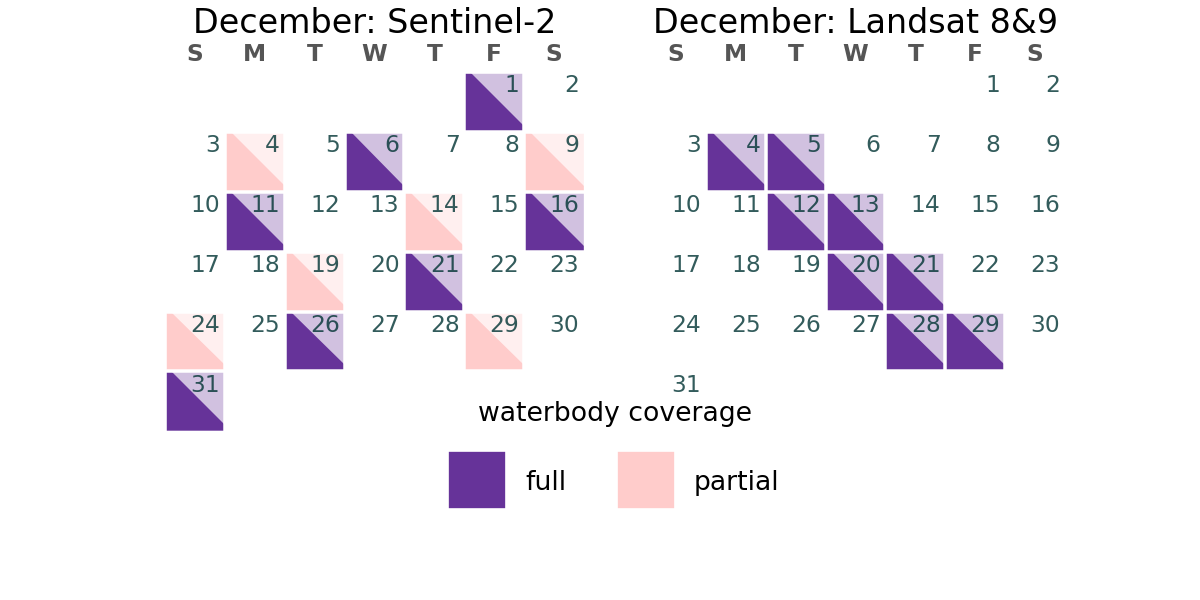 December: Sentinel-2
S M T W T F S
1 2
3 4 5 6 7 8 9
10 11 12 13 14 15 16
17 18 19 20 21 22 23
24 25 26 27 28 29 30
31
December: Landsat 8&9
S M T W T F S
1 2
3 4 5 6 7 8 9
10 11 12 13 14 15 16
17 18 19 20 21 22 23
24 25 26 27 28 29 30
31
waterbody coverage
full partial